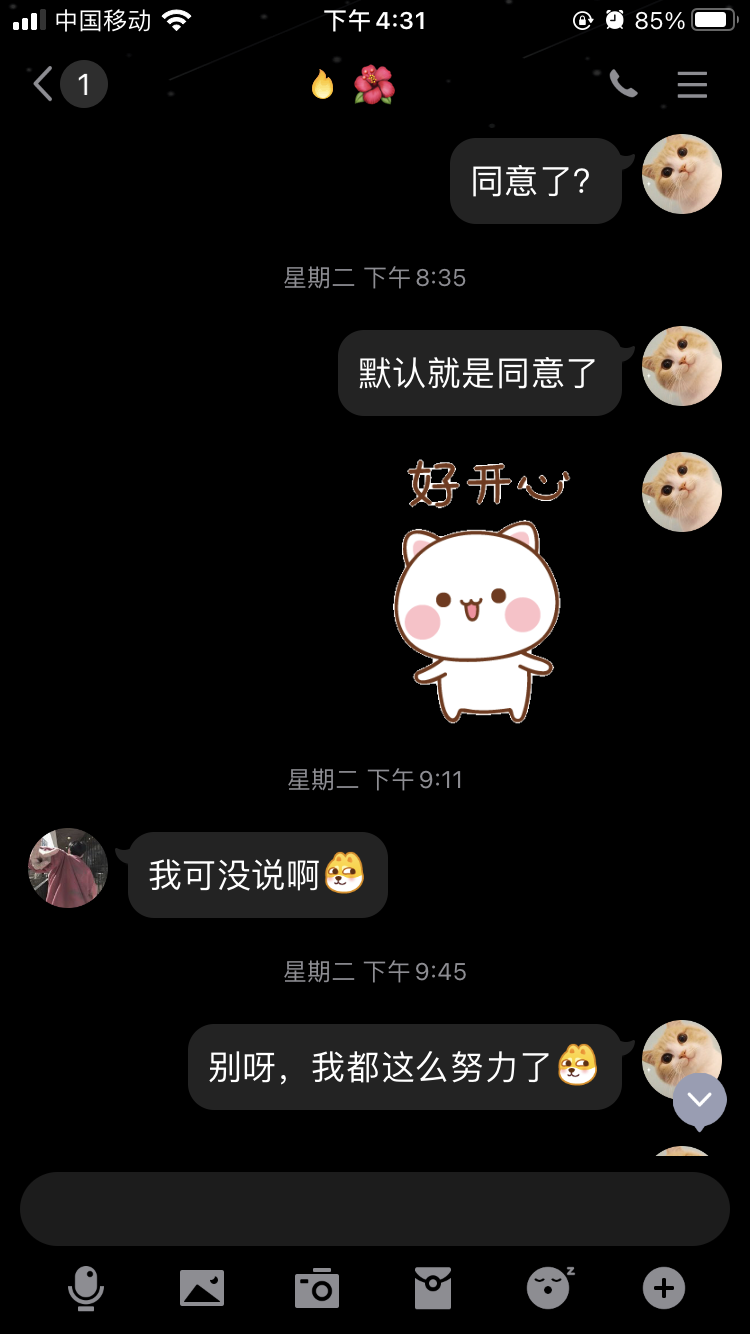 中国移动 下午4:31 85%
1
同意了?
星期二 下午8:35
默认就是同意了
好开心
星期二 下午9:11
我可没说啊
星期二 下午9:45
别呀，我都这么努力了
z